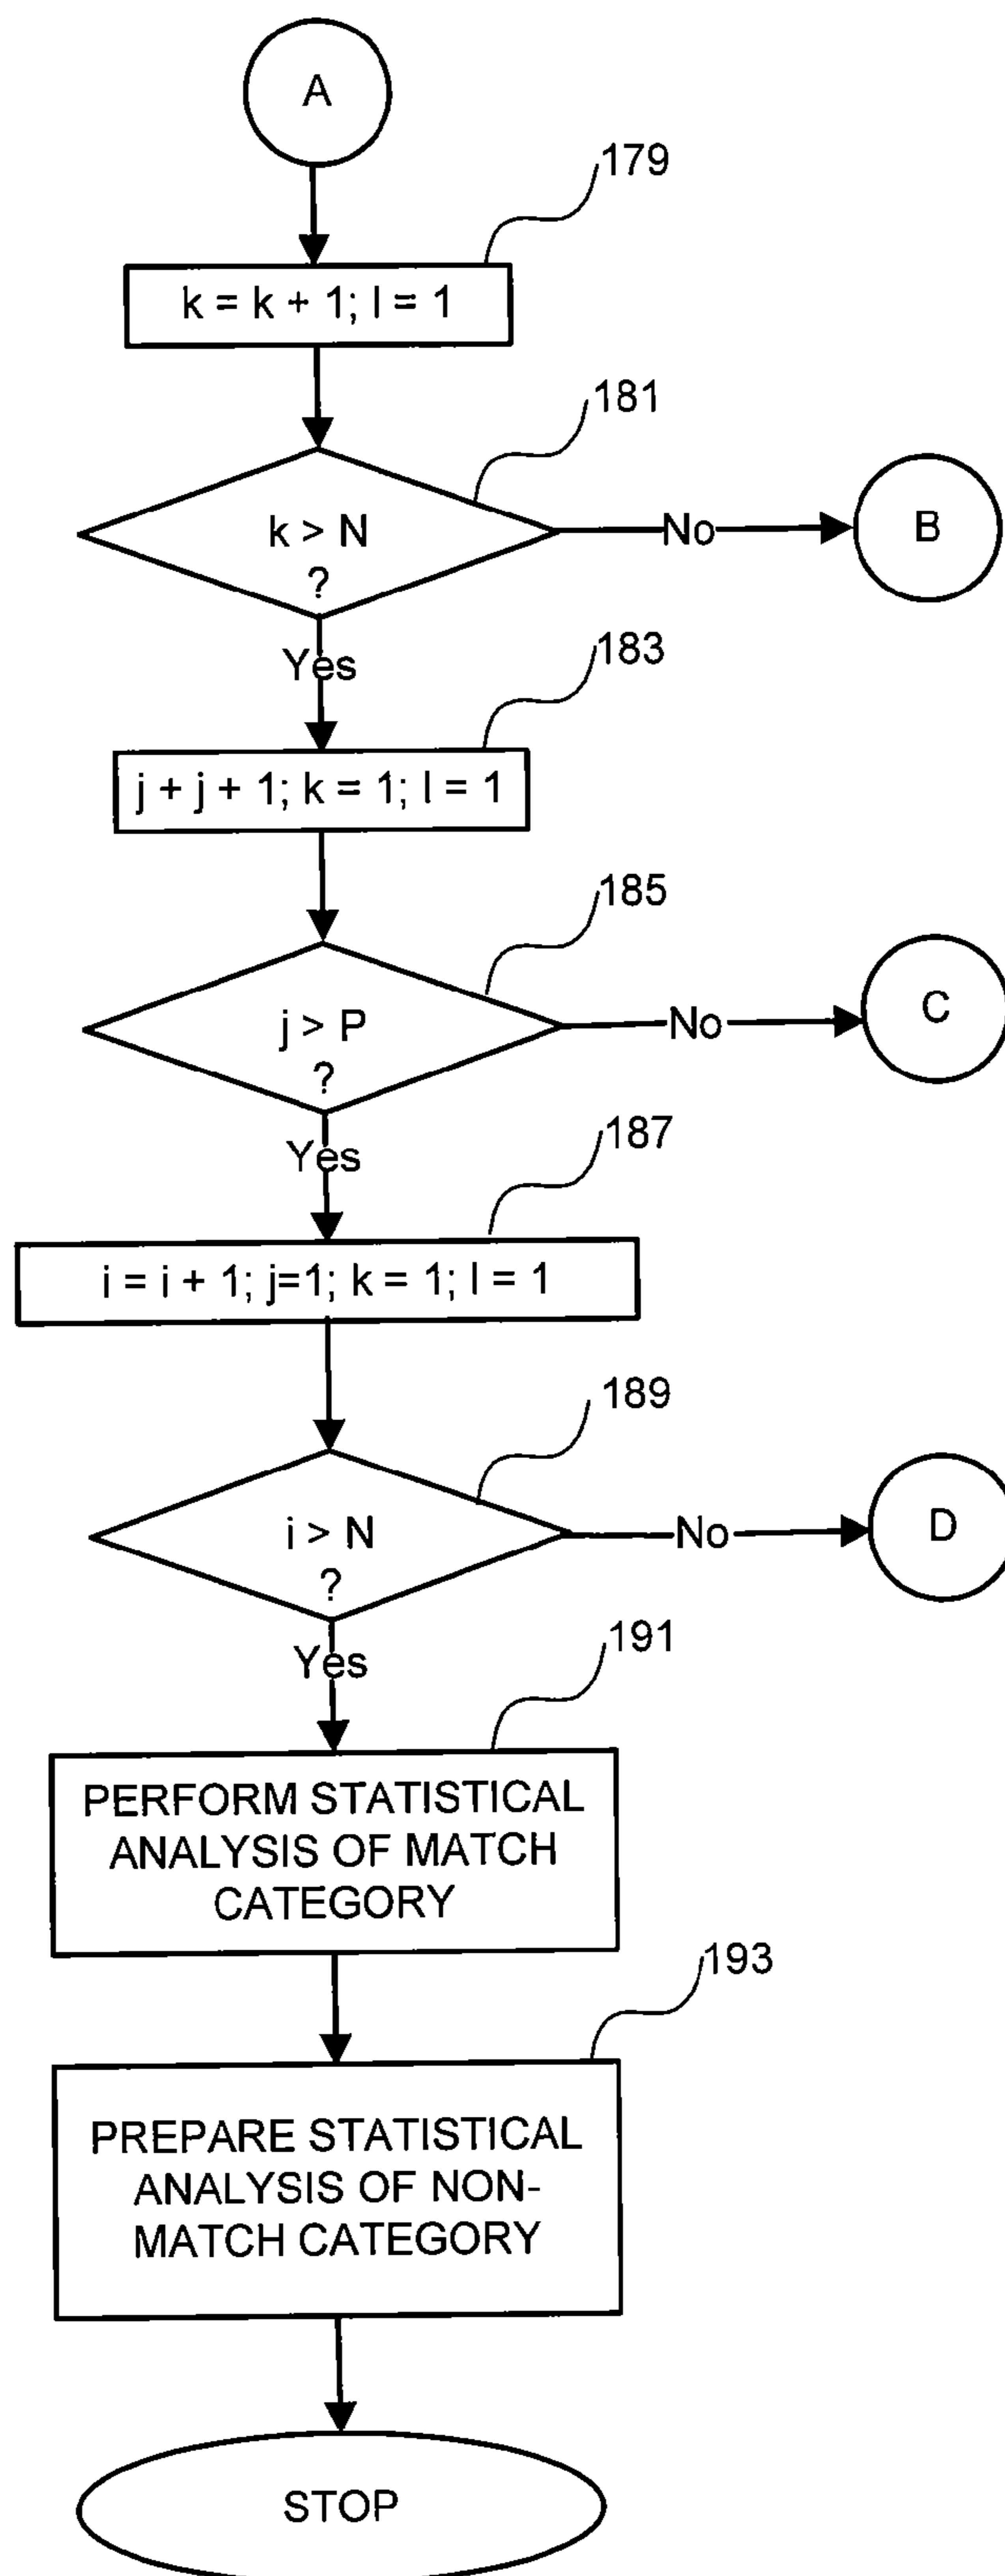 A
179
k = k + 1; l = 1
181
k > N
?
No
B
Yes
183
j + j + 1; k = 1; l = 1
185
j > P
?
No
C
Yes
187
i = i + 1; j=1; k = 1; l = 1
189
i > N
?
No
D
Yes
191
PERFORM STATISTICAL
ANALYSIS OF MATCH
CATEGORY
193
PREPARE STATISTICAL
ANALYSIS OF NON-
MATCH CATEGORY
STOP